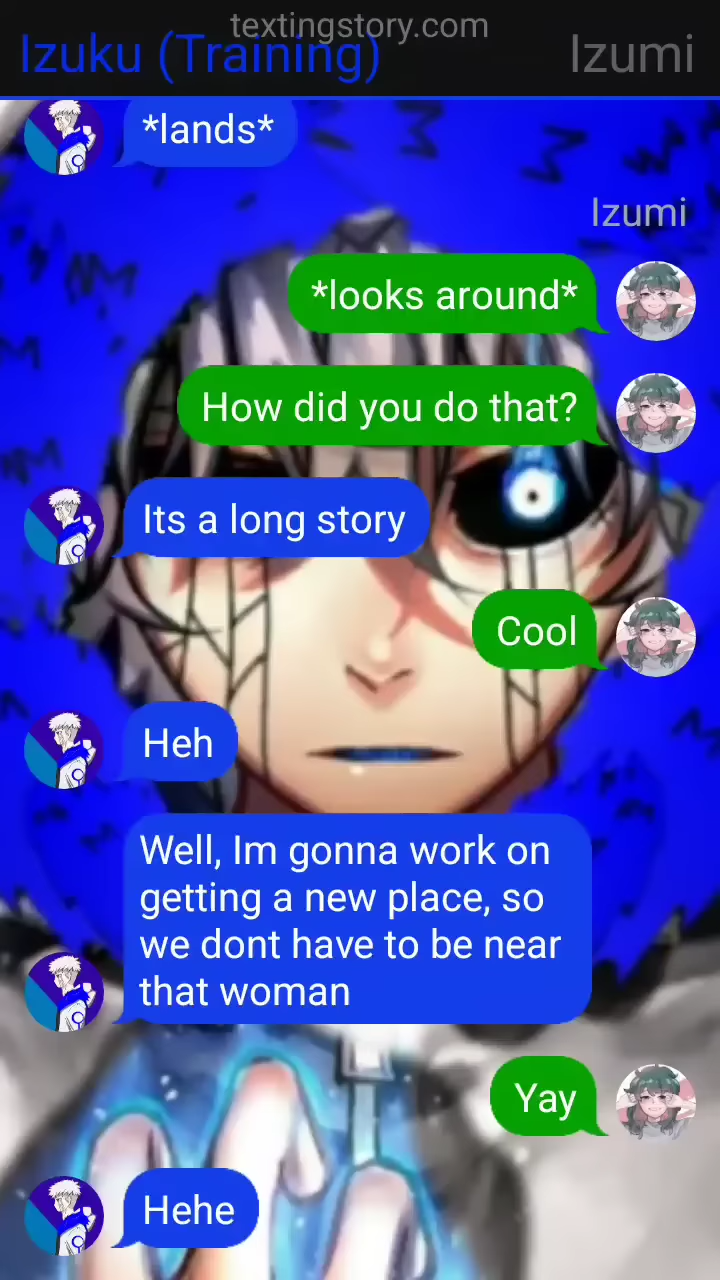 textingstory.com
Izuku (Training)
Izumi
*lands*
Izumi
*looks around*
How did you do that?
Its a long story
Cool
Heh
Well, Im gonna work on
getting a new place, so
we dont have to be near
that woman
Yay
Hehe